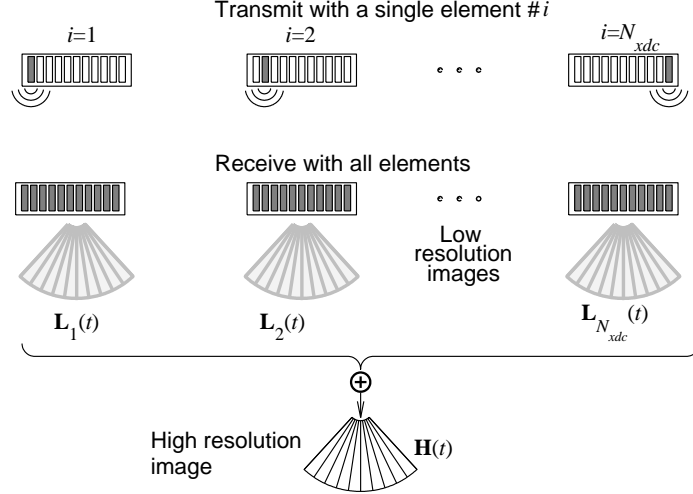 Transmit with a single element #i
i=1 i=2 i=N_xdc
Receive with all elements
Low
resolution
images
L_1(t) L_2(t) L_N_xdc(t)
High resolution
image
H(t)